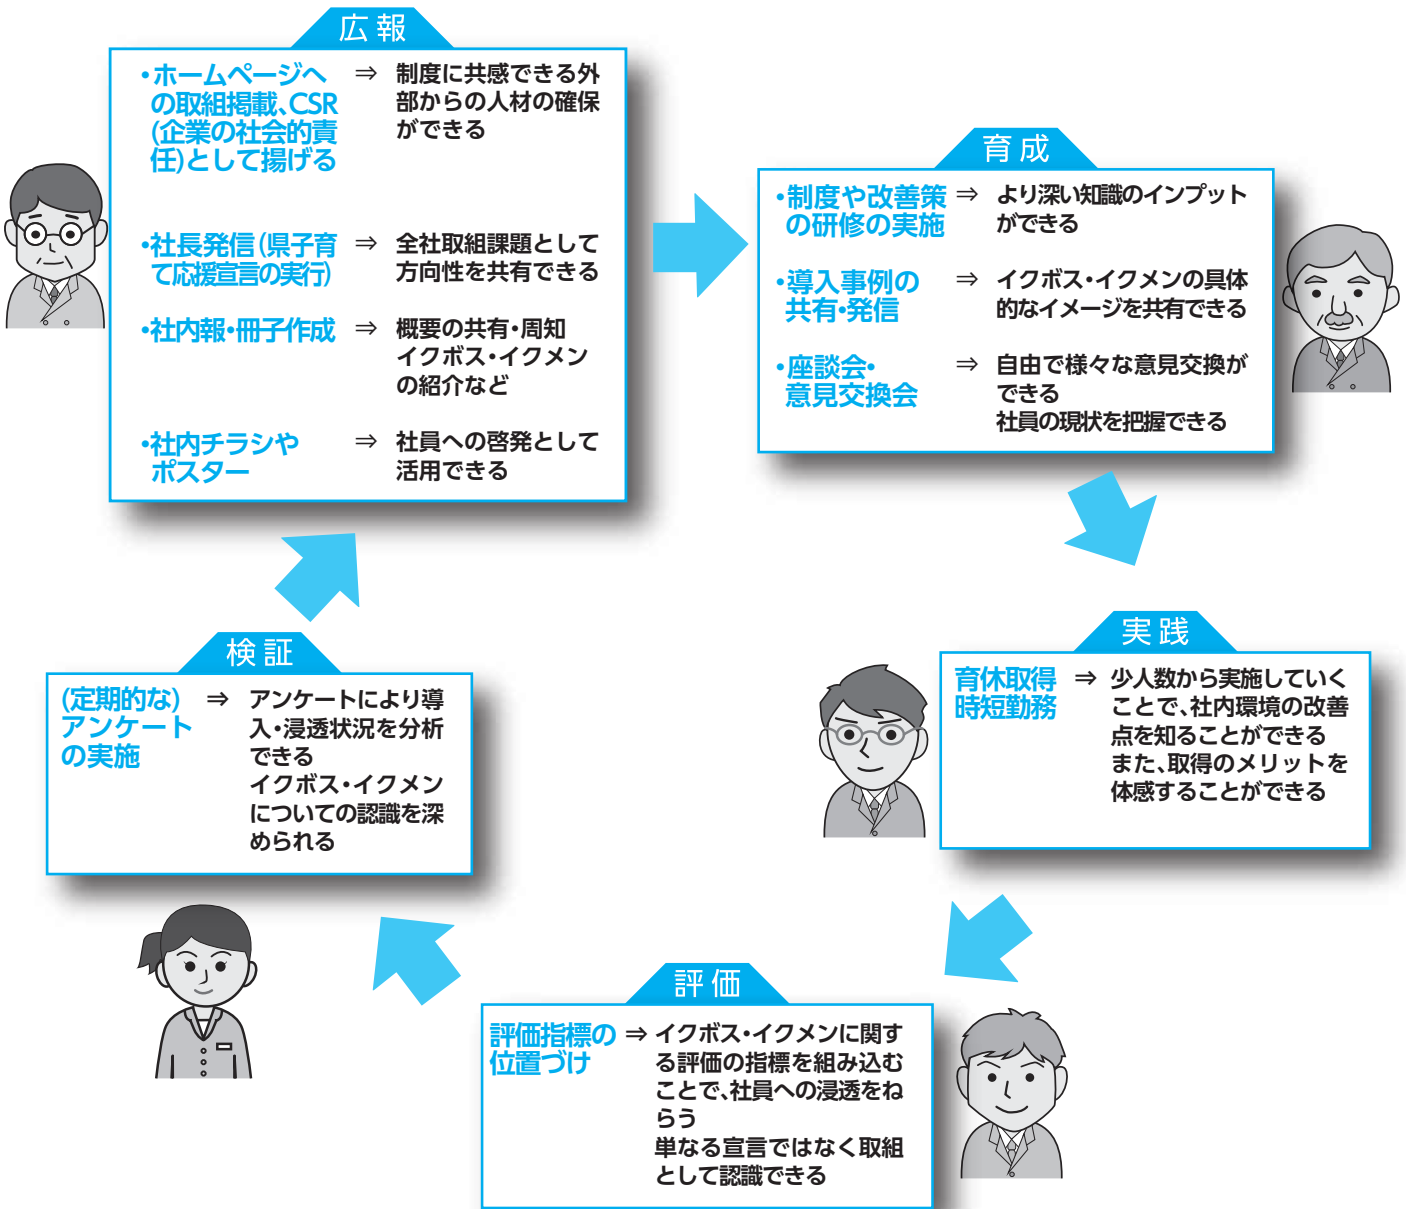 広報
・ホームページへ
の取組掲載、CSR
(企業の社会的責
任)として揚げる
⇒
制度に共感できる外
部からの人材の確保
ができる
・社長発信(県子育
て応援宣言の実行)
⇒
全社取組課題として
方向性を共有できる
・社内報・冊子作成
⇒
概要の共有・周知
イクボス・イクメン
の紹介など
・社内チラシや
ポスター
⇒
社員への啓発として
活用できる
育成
・制度や改善策
の研修の実施
⇒
より深い知識のインプット
ができる
・導入事例の
共有・発信
⇒
イクボス・イクメンの具体
的なイメージを共有できる
・座談会・
意見交換会
⇒
自由で様々な意見交換が
できる
社員の現状を把握できる
実践
育休取得
時短勤務
⇒
少人数から実施していく
ことで、社内環境の改善
点を知ることができる
また、取得のメリットを
体感することができる
評価
評価指標の
位置づけ
⇒
イクボス・イクメンに関す
る評価の指標を組み込む
ことで、社員への浸透をね
らう
単なる宣言ではなく取組
として認識できる
検証
(定期的な)
アンケート
の実施
⇒
アンケートにより導
入・浸透状況を分析
できる
イクボス・イクメン
についての認識を深
められる